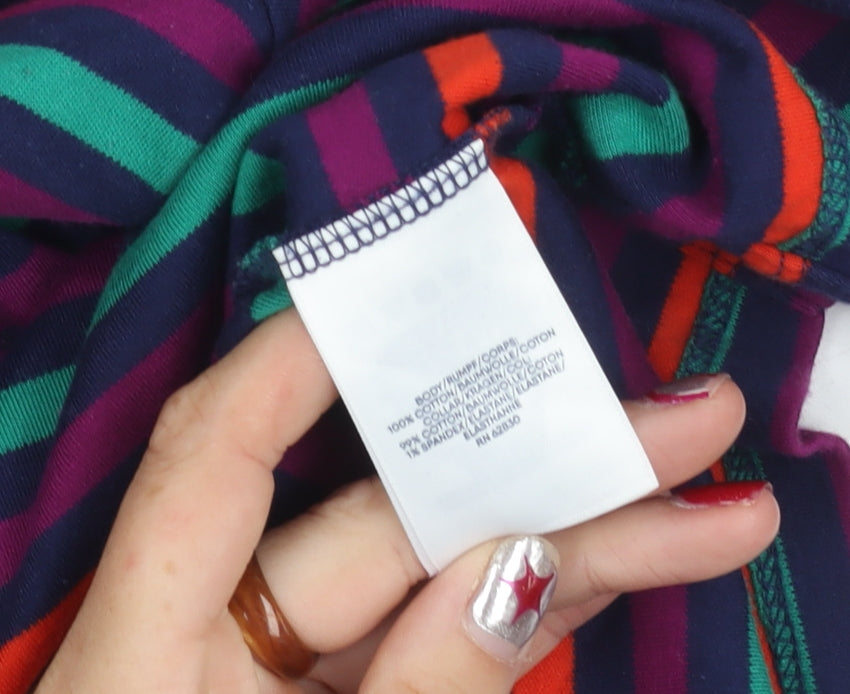 BODY/RUMPF/CORPS:
100% COTTON/BAUMWOLLE/COTON
COLLAR/KRAGEN/COL:
99% COTTON/BAUMWOLLE/COTON
1% SPANDEX/ELASTANE/ELASTANE/
ELASTHANNE
RN 62830